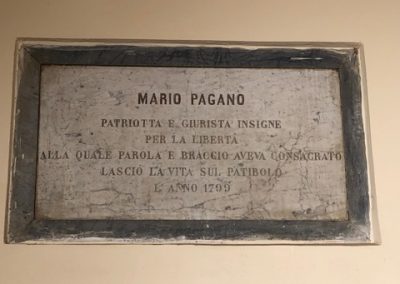 MARIO PAGANO
PATRIOTTA E GIURISTA INSIGNE
PER LA LIBERTÀ
ALLA QUALE PAROLA E BRACCIO AVEVA CONSACRATO
LASCIÒ LA VITA SUL PATIBOLO
L'ANNO 1799